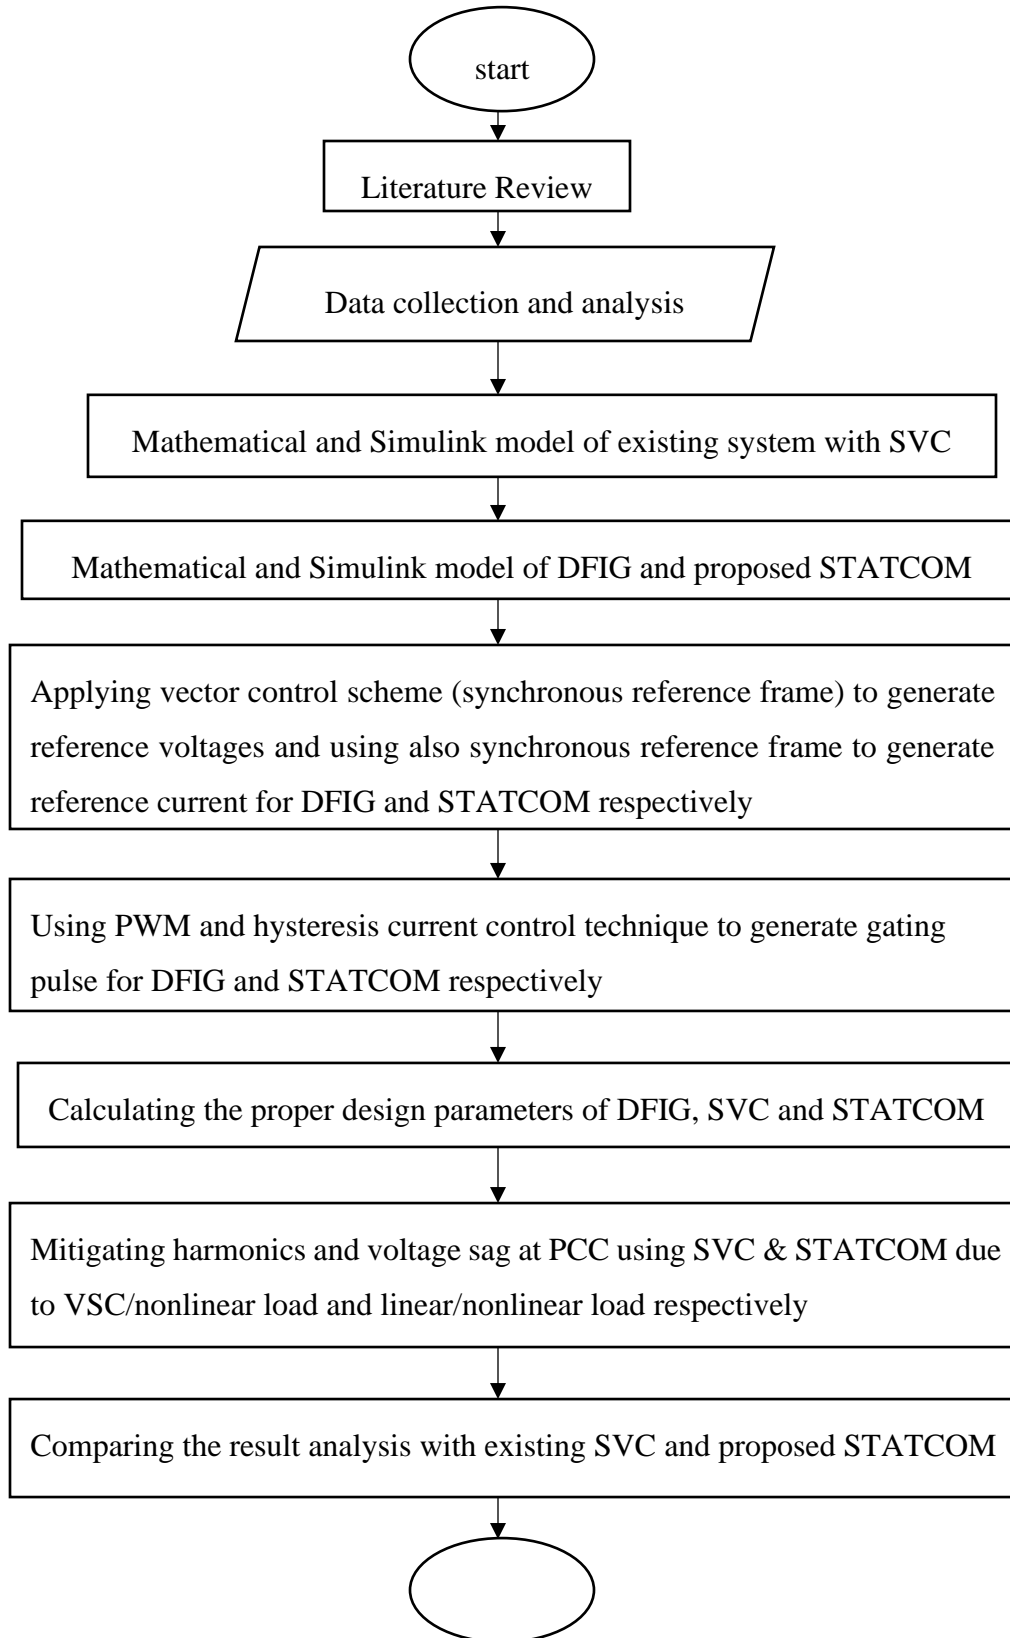 start
Literature Review
Data collection and analysis
Mathematical and Simulink model of existing system with SVC
Mathematical and Simulink model of DFIG and proposed STATCOM
Applying vector control scheme (synchronous reference frame) to generate
reference voltages and using also synchronous reference frame to generate
reference current for DFIG and STATCOM respectively
Using PWM and hysteresis current control technique to generate gating
pulse for DFIG and STATCOM respectively
Calculating the proper design parameters of DFIG, SVC and STATCOM
Mitigating harmonics and voltage sag at PCC using SVC & STATCOM due
to VSC/nonlinear load and linear/nonlinear load respectively
Comparing the result analysis with existing SVC and proposed STATCOM